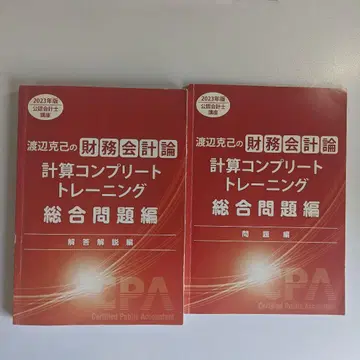 2023年版
公認会計士
講座
渡辺克己の財務会計論
計算コンプリート
トレーニング
総合問題編
解答解説編
CPA
Certified Public Accountant
2023年版
公認会計士
講座
渡辺克己の財務会計論
計算コンプリート
トレーニング
総合問題編
問題編
CPA
Certified Public Accountant